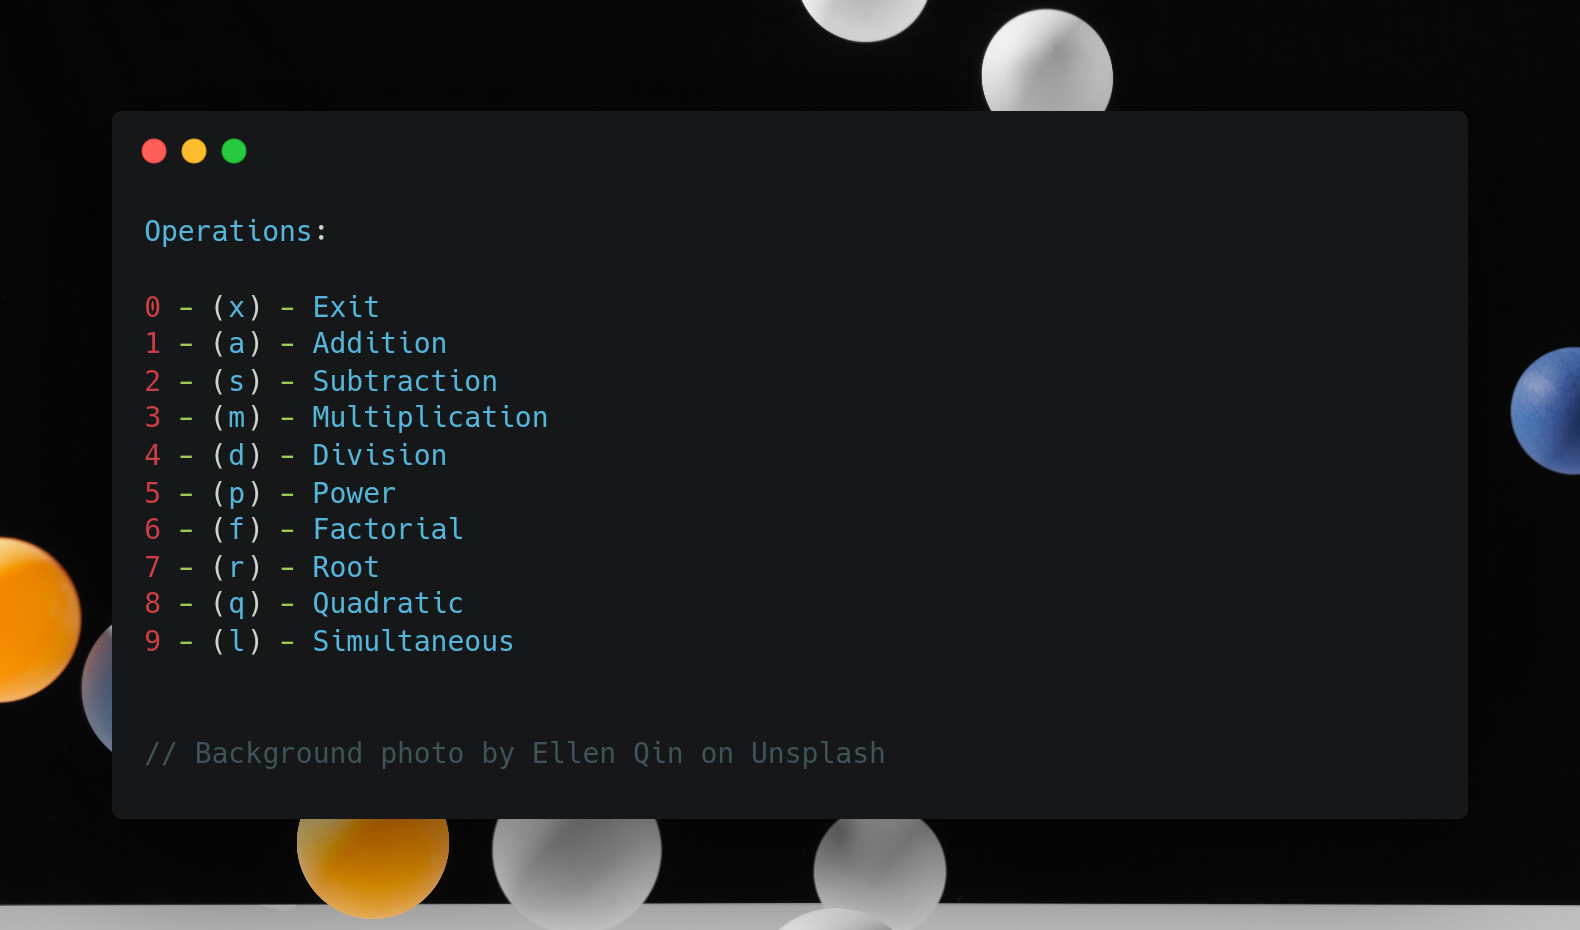 Operations:
0 - (x) - Exit
1 - (a) - Addition
2 - (s) - Subtraction
3 - (m) - Multiplication
4 - (d) - Division
5 - (p) - Power
6 - (f) - Factorial
7 - (r) - Root
8 - (q) - Quadratic
9 - (l) - Simultaneous
// Background photo by Ellen Qin on Unsplash